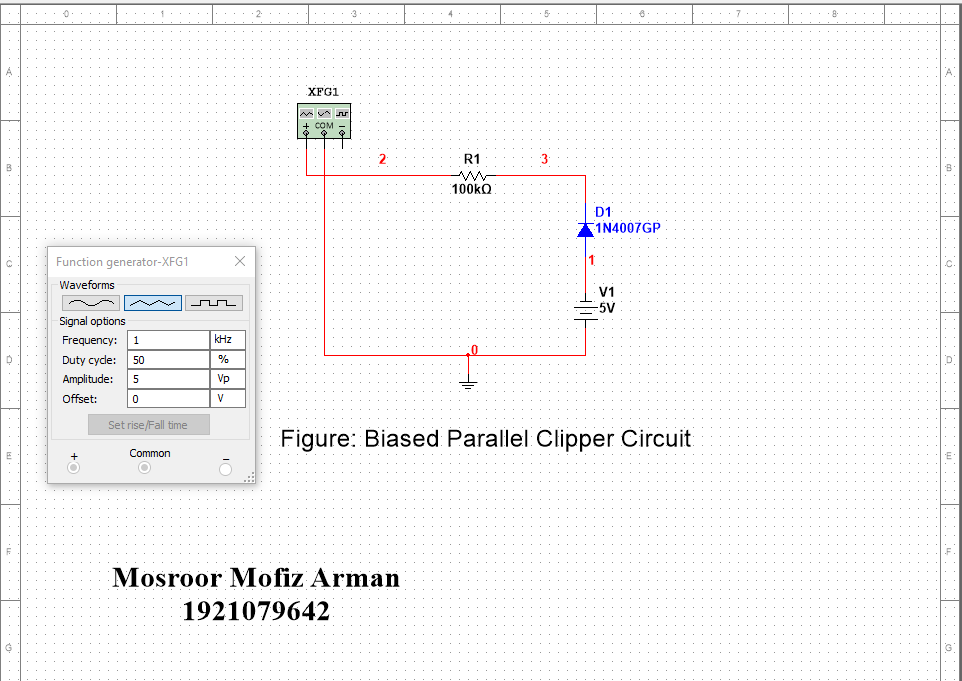 0 1 2 3 4 5 6 7 8
A A
XFG1
+ COM −
B B
2 R1 3
100kΩ
D1
1N4007GP
C C
1
Function generator-XFG1
Waveforms
V1
5V
Signal options
Frequency: 1 kHz
0
Duty cycle: 50 %
D D
Amplitude: 5 Vp
Offset: 0 V
Set rise/Fall time
Figure: Biased Parallel Clipper Circuit
+ Common −
E E
F F
Mosroor Mofiz Arman
1921079642
G G